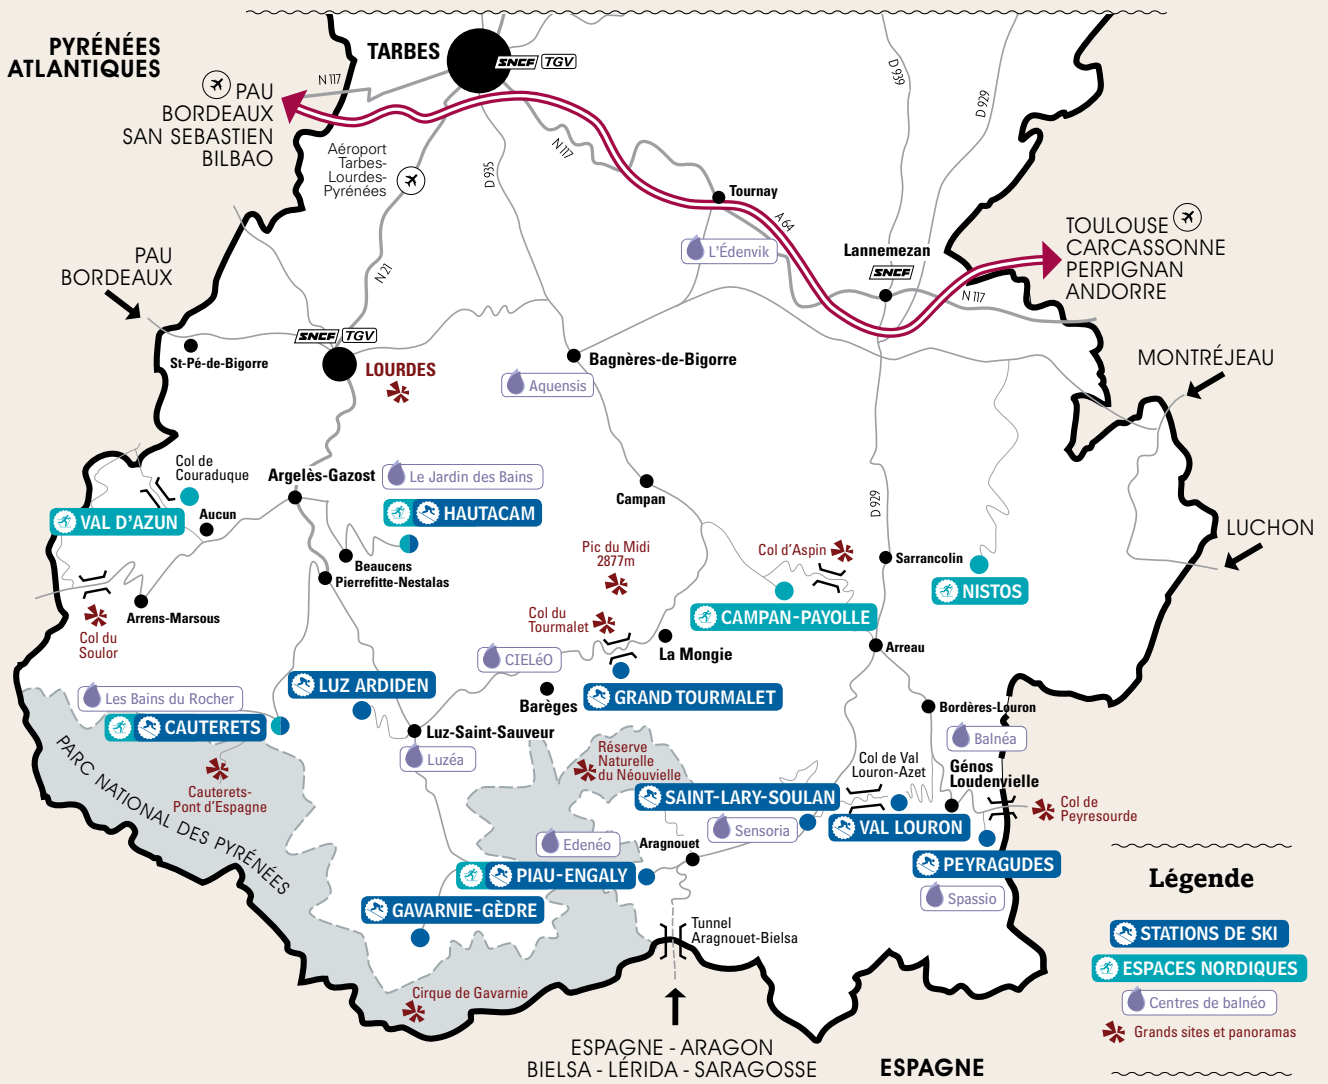 PYRÉNÉES
ATLANTIQUES
TARBES
SNCF TGV
N 117
PAU
BORDEAUX
SAN SEBASTIEN
BILBAO
Aéroport
Tarbes-
Lourdes-
Pyrénées
D 935
N 117
D 939
D 929
Tournay
A 64
L'Édenvik
Lannemezan
SNCF
N 117
TOULOUSE
CARCASSONNE
PERPIGNAN
ANDORRE
PAU
BORDEAUX
N 21
SNCF TGV
St-Pé-de-Bigorre
LOURDES
Bagnères-de-Bigorre
Aquensis
MONTRÉJEAU
Col de
Couraduque
Argelès-Gazost
Le Jardin des Bains
HAUTACAM
VAL D'AZUN
Aucun
Campan
D 929
LUCHON
Beaucens
Pierrefitte-Nestalas
Pic du Midi
2877m
Col d'Aspin
Sarrancolin
NISTOS
Arrens-Marsous
Col du
Soulor
Col du
Tourmalet
CAMPAN-PAYOLLE
La Mongie
Arreau
CIELéO
LUZ ARDIDEN
Les Bains du Rocher
CAUTERETS
Barèges
GRAND TOURMALET
Bordères-Louron
Luz-Saint-Sauveur
Luzéa
Balnéa
Réserve
Naturelle
du Néouvielle
Col de Val
Louron-Azet
Génos
Loudenvielle
PARC NATIONAL DES PYRÉNÉES
Cauterets-
Pont d'Espagne
SAINT-LARY-SOULAN
Sensoria
VAL LOURON
Col de
Peyresourde
Edenéo
Aragnouet
PIAU-ENGALY
PEYRAGUDES
Spassio
GAVARNIE-GÈDRE
Tunnel
Aragnouet-Bielsa
Cirque de Gavarnie
ESPAGNE - ARAGON
BIELSA - LÉRIDA - SARAGOSSE
ESPAGNE
Légende
STATIONS DE SKI
ESPACES NORDIQUES
Centres de balnéo
Grands sites et panoramas